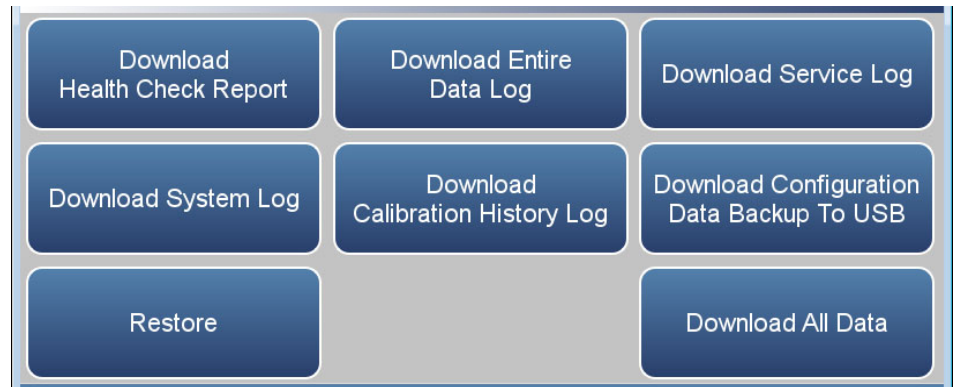 Download
Health Check Report
Download Entire
Data Log
Download Service Log
Download System Log
Download
Calibration History Log
Download Configuration
Data Backup To USB
Restore
Download All Data